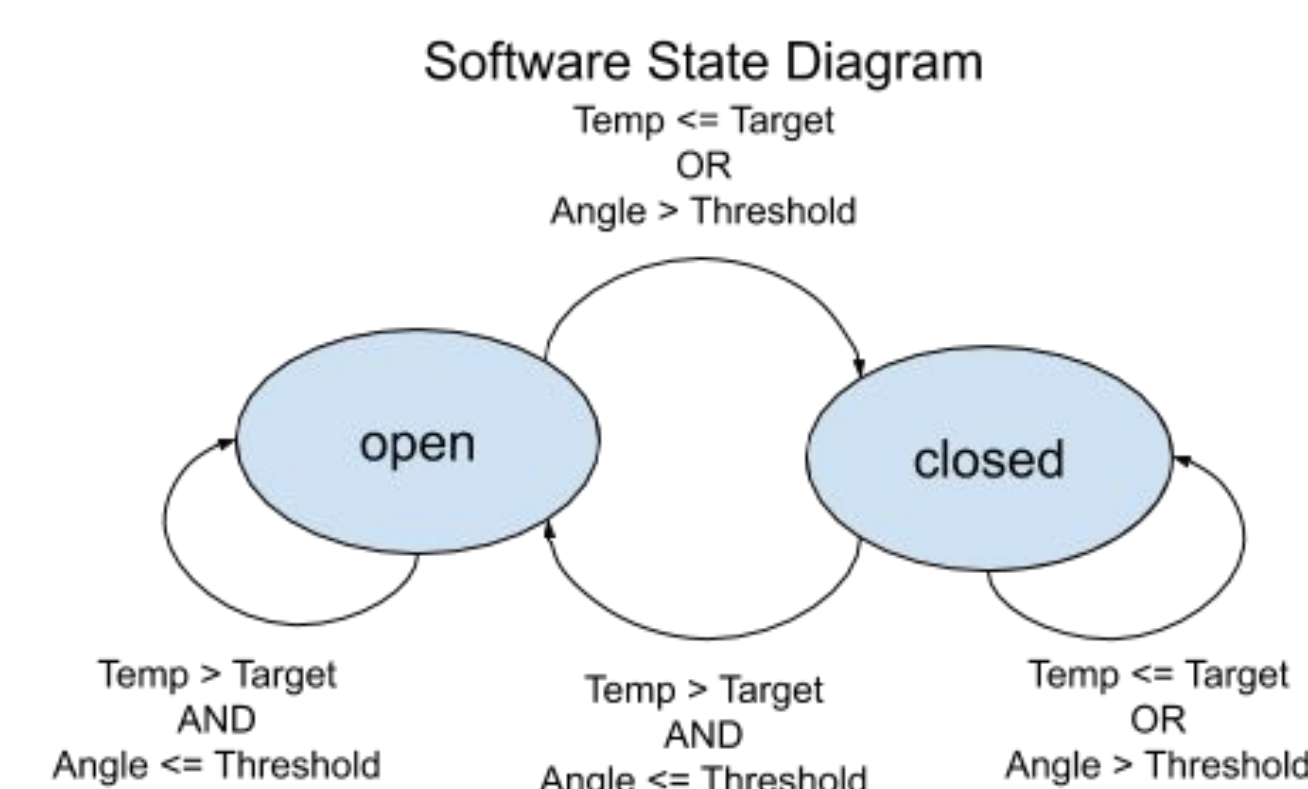 Software State Diagram
Temp <= Target
OR
Angle > Threshold
open
closed
Temp > Target
AND
Angle <= Threshold
Temp > Target
AND
Angle <= Threshold
Temp <= Target
OR
Angle > Threshold